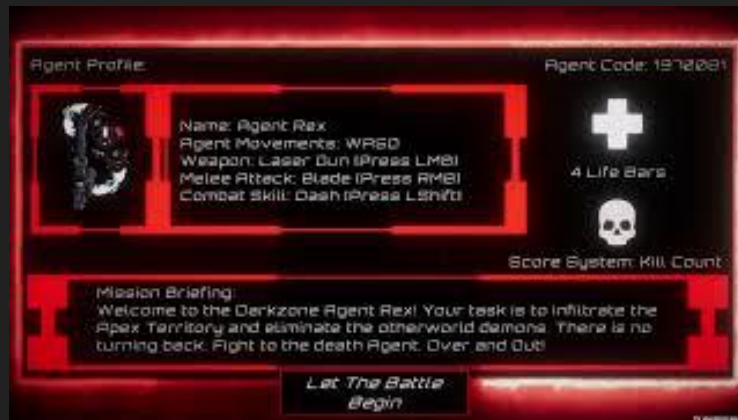 Agent Profile:
Agent Code: 1970081
Name: Agent Rex
Agent Movements: WASD
Weapon: Laser Gun (Press LMB)
Melee Attack: Blade (Press RMB)
Combat Skill: Dash (Press LShift)
4 Life Bars
Score System: Kill Count
Mission Briefing:
Welcome to the Darkzone Agent Rex! Your task is to infiltrate the
Apex Territory and eliminate the otherworld demons. There is no
turning back. Fight to the death Agent. Over and Out!
Let The Battle
Begin